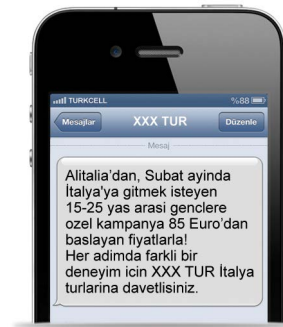 TURKCELL %88
Mesajlar XXX TUR Düzenle
Mesaj
Alitalia'dan, Subat ayinda
İtalya'ya gitmek isteyen
15-25 yas arasi genclere
ozel kampanya 85 Euro'dan
baslayan fiyatlarla!
Her adimda farkli bir
deneyim icin XXX TUR İtalya
turlarina davetlisiniz.